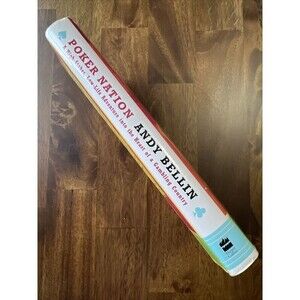 POKER NATION ANDY BELLIN
A High-Stakes, Low-Life Adventure into the Heart of a Gambling Country